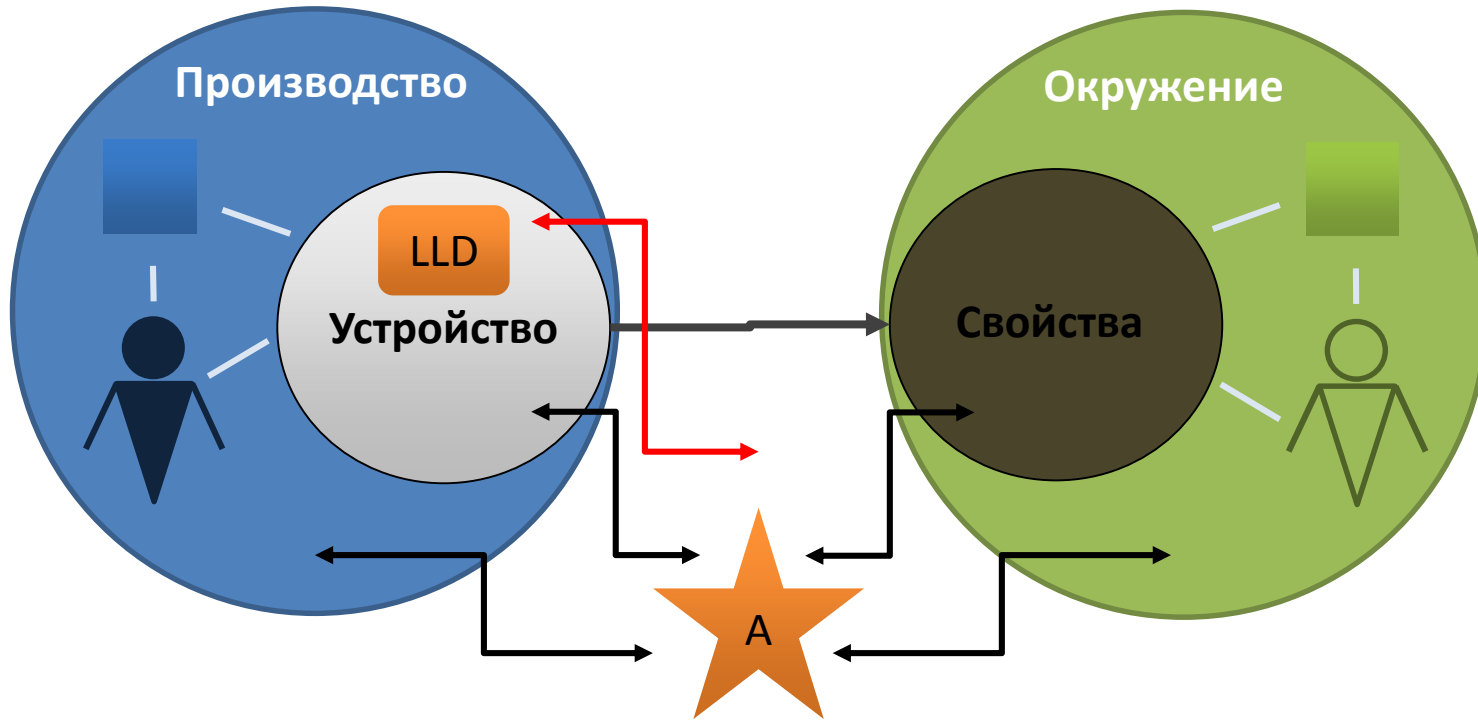 Производство
Окружение
LLD
Устройство
Свойства
A